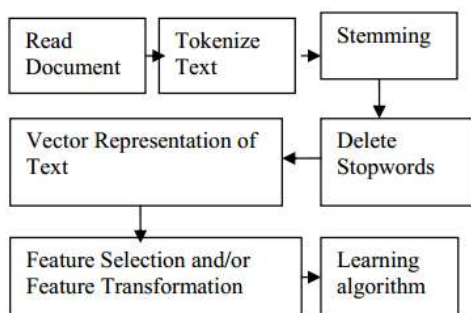 Read
Document
Tokenize
Text
Stemming
Vector Representation of
Text
Delete
Stopwords
Feature Selection and/or
Feature Transformation
Learning
algorithm